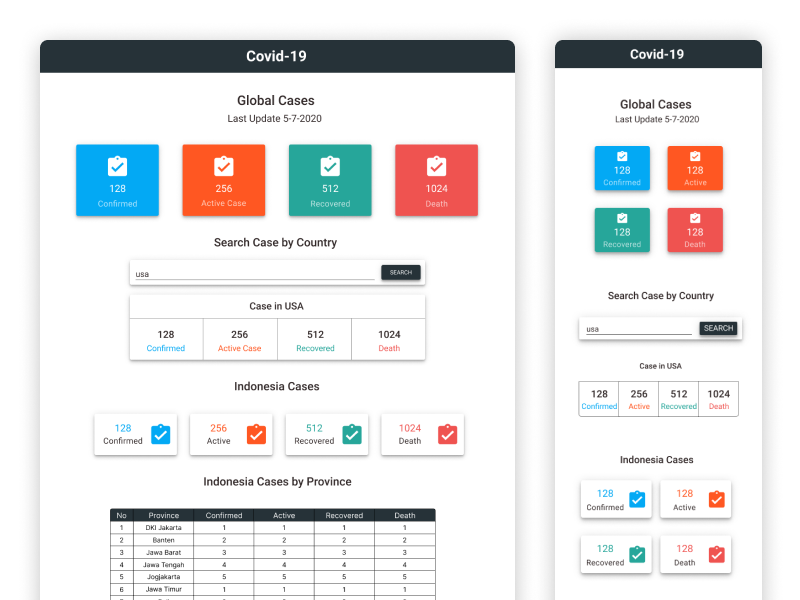 Covid-19
Global Cases
Last Update 5-7-2020
128 256 512 1024
Confirmed Active Case Recovered Death
Search Case by Country
usa SEARCH
Case in USA
128 256 512 1024
Confirmed Active Case Recovered Death
Indonesia Cases
128 256 512 1024
Confirmed Active Recovered Death
Indonesia Cases by Province
No Province Confirmed Active Recovered Death
1 DKI Jakarta 1 1 1 1
2 Banten 2 2 2 2
3 Jawa Barat 3 3 3 3
4 Jawa Tengah 4 4 4 4
5 Jogjakarta 5 5 5 5
6 Jawa Timur 1 1 1 1
Covid-19
Global Cases
Last Update 5-7-2020
128 128
Confirmed Active
128 128
Recovered Death
Search Case by Country
usa SEARCH
Case in USA
128 256 512 1024
Confirmed Active Recovered Death
Indonesia Cases
128 128
Confirmed Active
128 128
Recovered Death